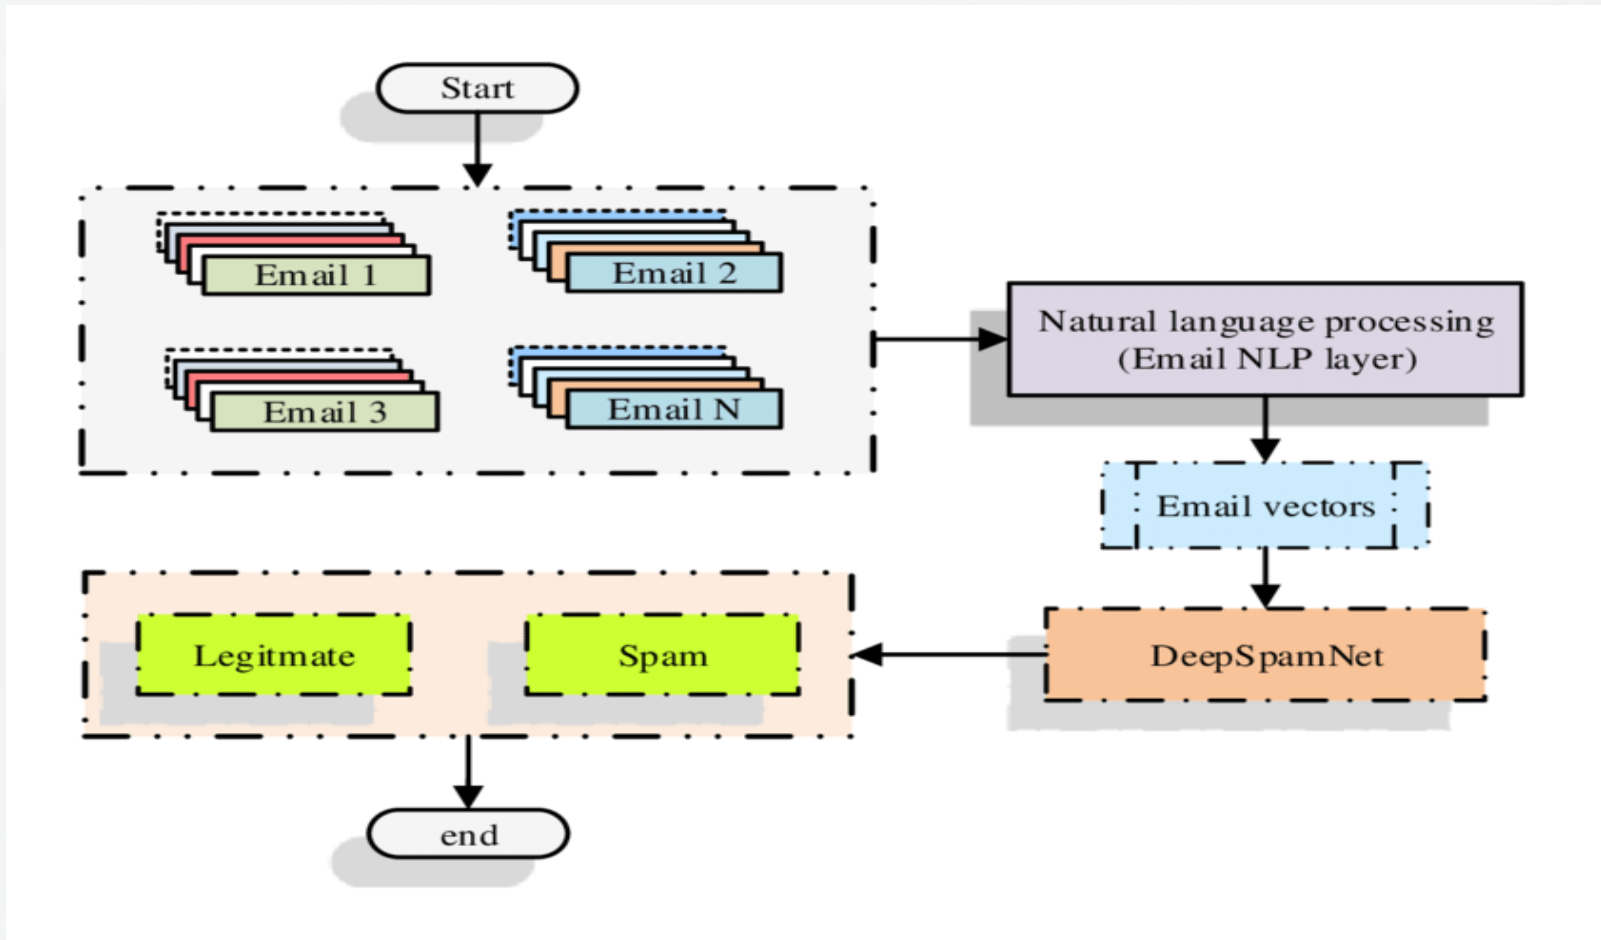 Start
Email 1
Email 2
Email 3
Email N
Natural language processing
(Email NLP layer)
Email vectors
DeepSpamNet
Legitmate
Spam
end